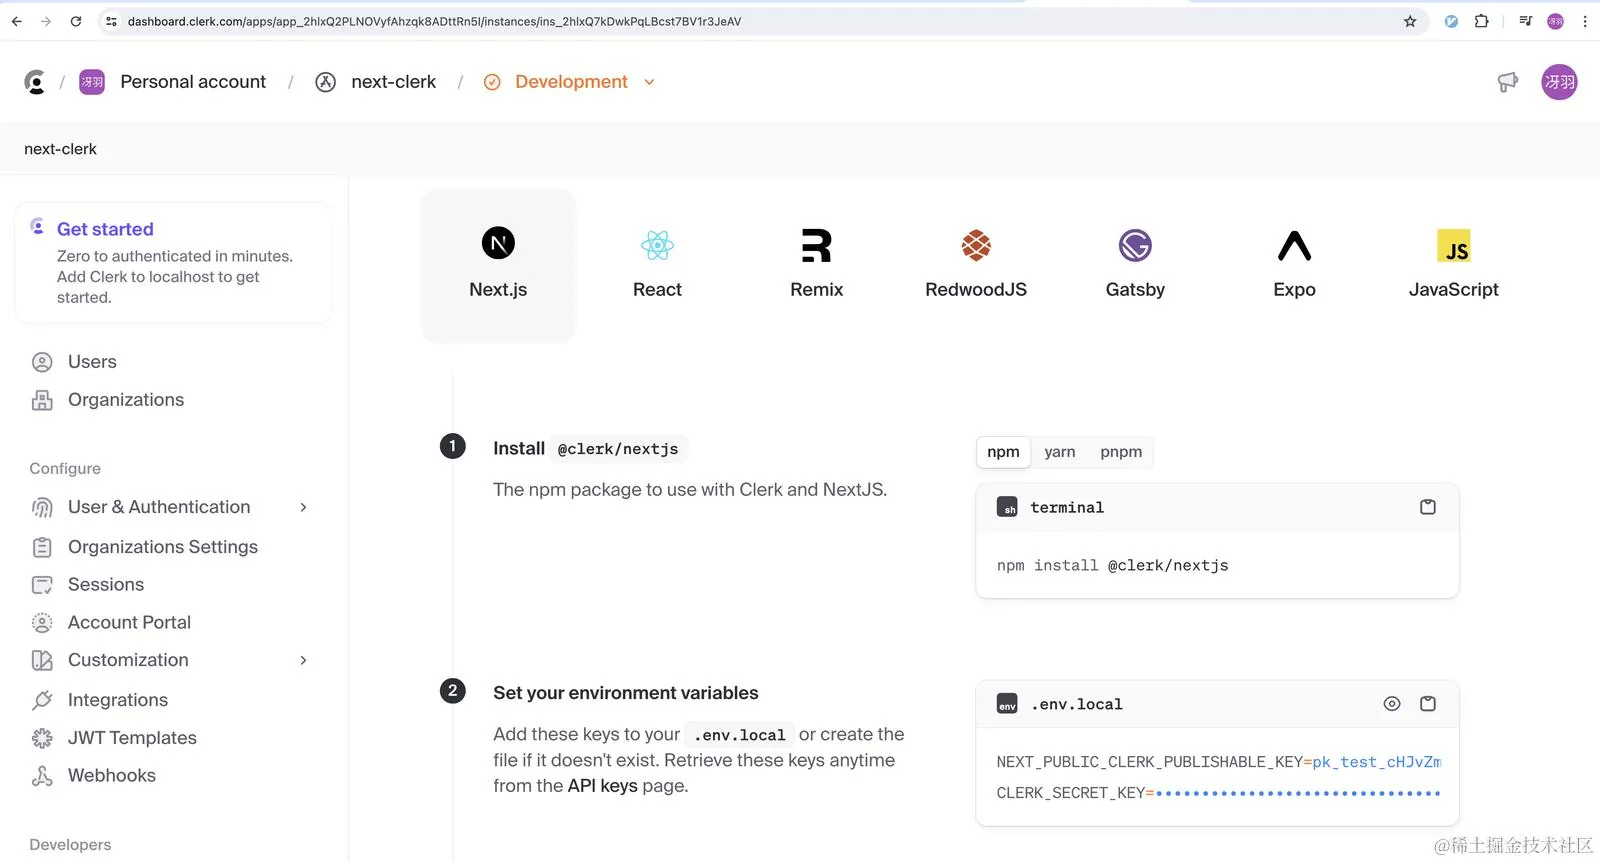 dashboard.clerk.com/apps/app_2hlxQ2PLNOVyfAhzqk8ADttRn5I/instances/ins_2hlxQ7kDwkPqLBcst7BV1r3JeAV
冴羽
/ 冴羽 Personal account / next-clerk / Development
冴羽
next-clerk
Get started
Zero to authenticated in minutes.
Add Clerk to localhost to get
started.
Users
Organizations
Configure
User & Authentication
Organizations Settings
Sessions
Account Portal
Customization
Integrations
JWT Templates
Webhooks
Developers
N
Next.js
React
Remix
RedwoodJS
Gatsby
Expo
JS
JavaScript
1
Install @clerk/nextjs
The npm package to use with Clerk and NextJS.
npm yarn pnpm
sh terminal
npm install @clerk/nextjs
2
Set your environment variables
Add these keys to your .env.local or create the
file if it doesn't exist. Retrieve these keys anytime
from the API keys page.
env .env.local
NEXT_PUBLIC_CLERK_PUBLISHABLE_KEY=pk_test_cHJvZm
CLERK_SECRET_KEY=••••••••••••••••••••••••••••••
@稀土掘金技术社区